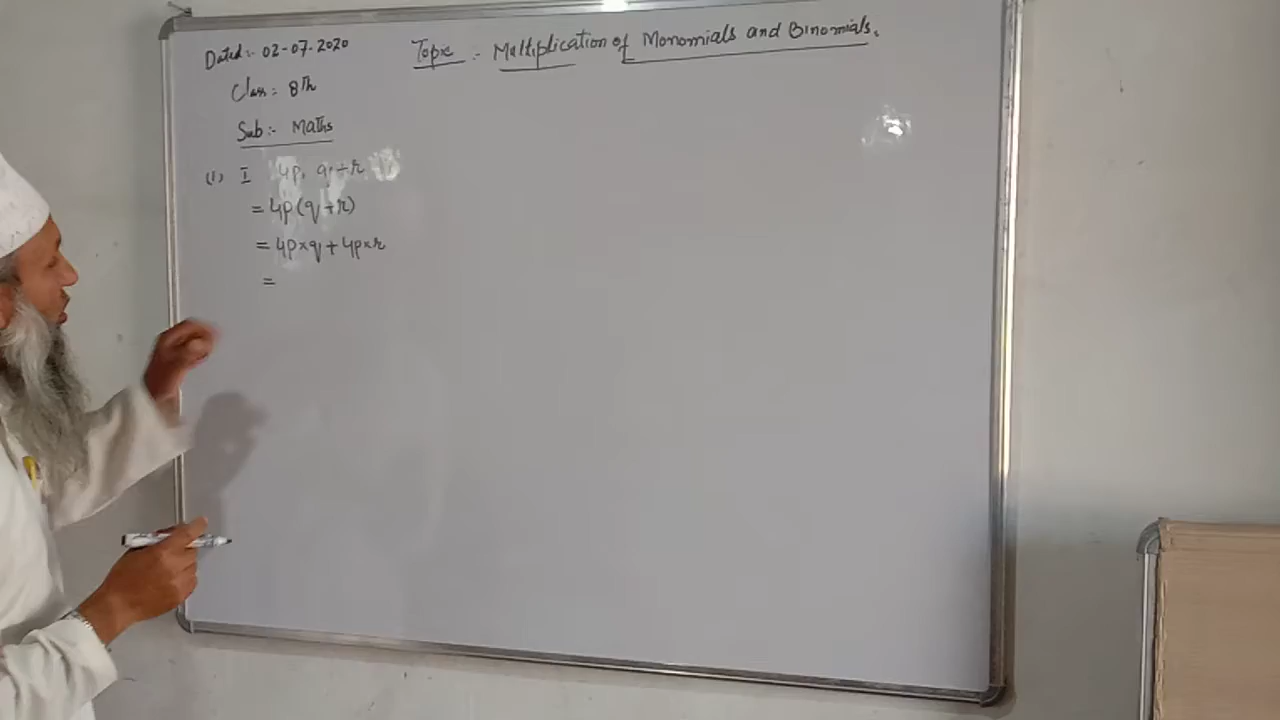 Dated:- 02-07-2020
Topic :- Multiplication of Monomials and Binomials.
Class:- 8th
Sub:- Maths
(1) I 4p, q+r
= 4p(q+r)
= 4p×q + 4p×r
=